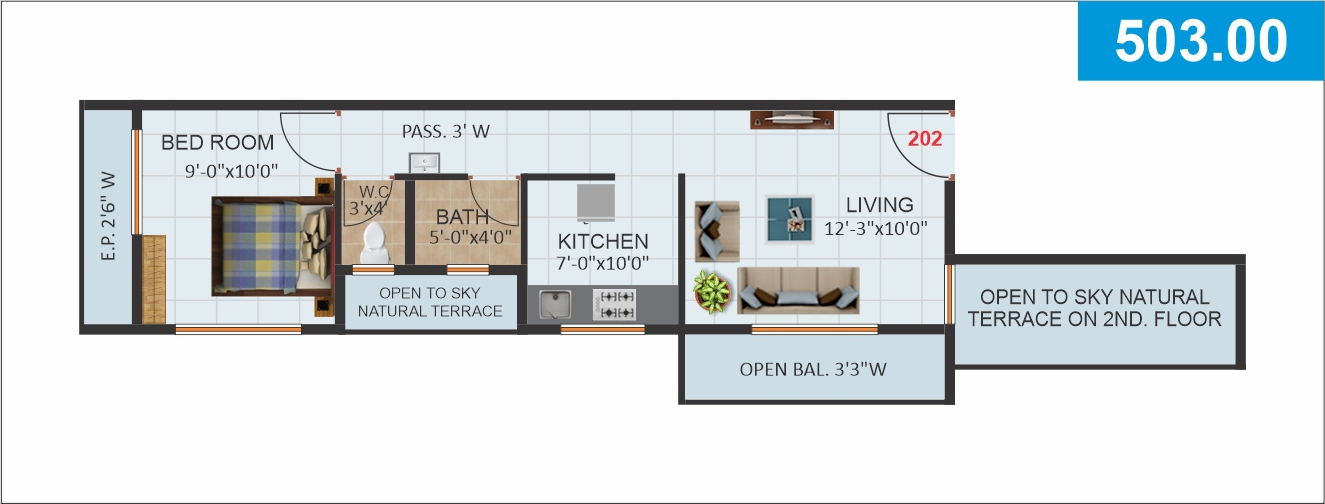 503.00
BED ROOM
9'-0"x10'0"
PASS. 3' W
202
E.P. 2'6" W
W.C
3'x4'
BATH
5'-0"x4'0"
KITCHEN
7'-0"x10'0"
LIVING
12'-3"x10'0"
OPEN TO SKY
NATURAL TERRACE
OPEN TO SKY NATURAL
TERRACE ON 2ND. FLOOR
OPEN BAL. 3'3"W